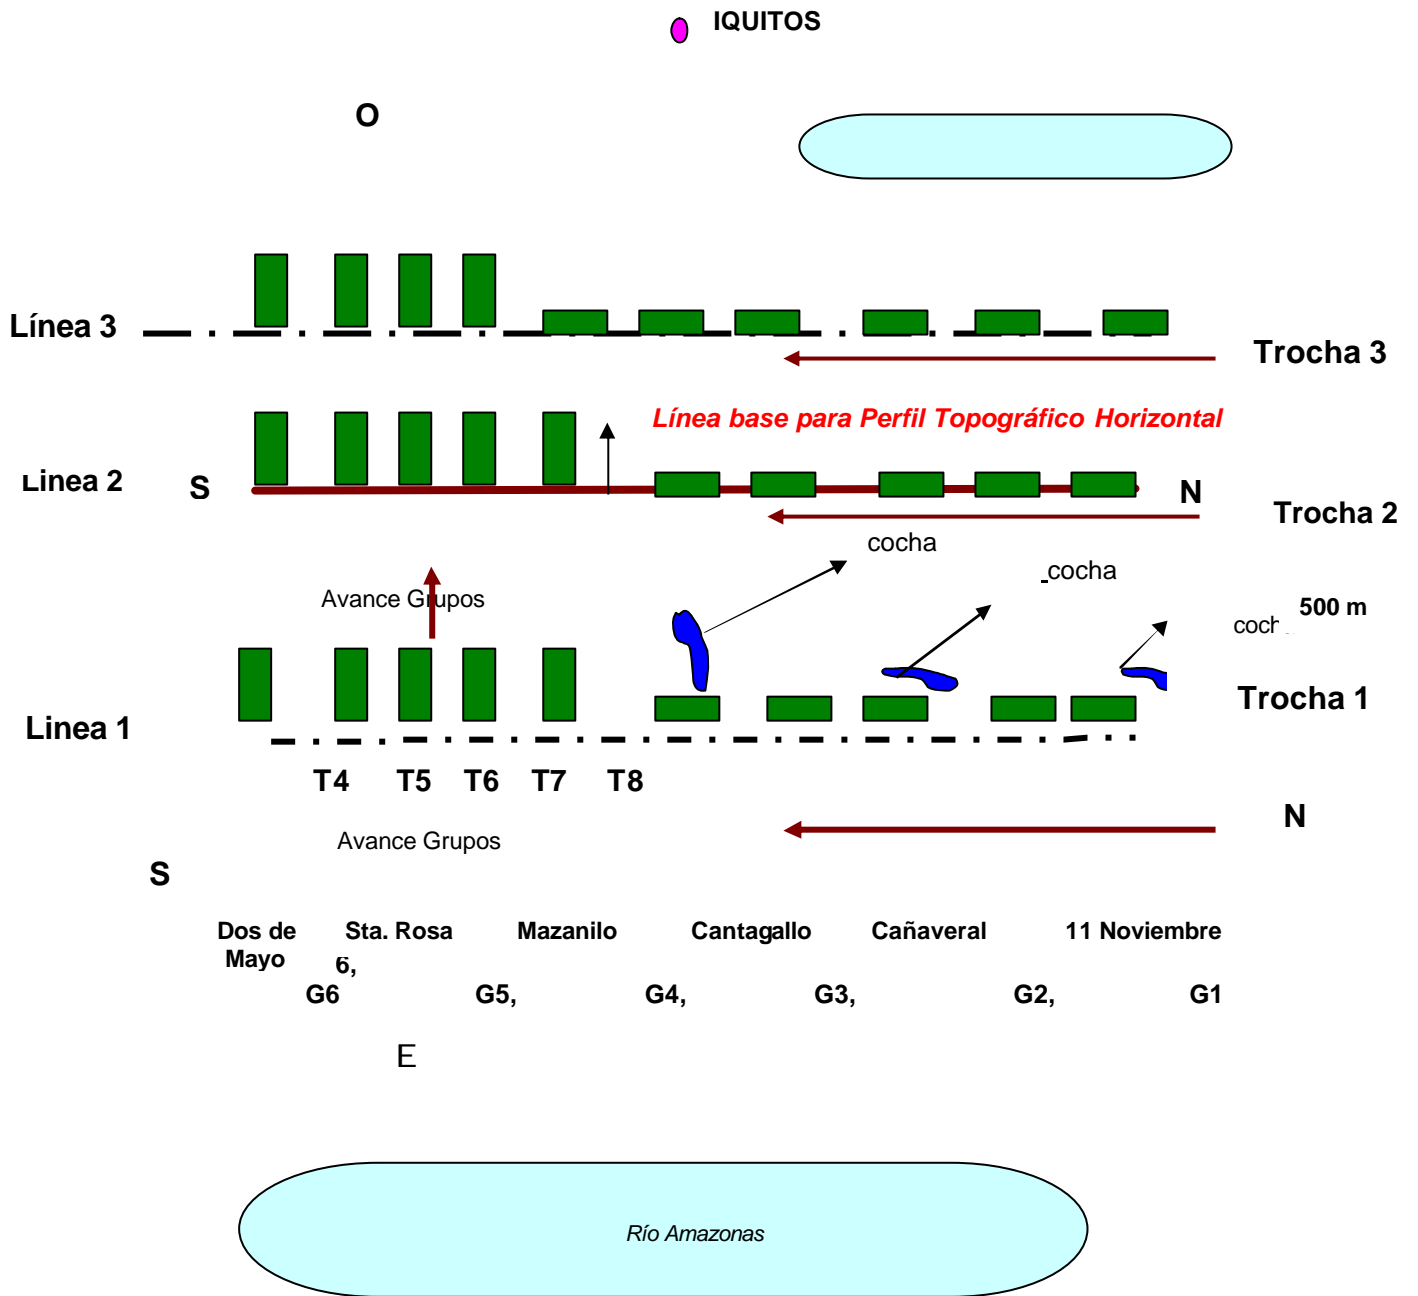 IQUITOS
O
Línea 3
Trocha 3
Línea base para Perfil Topográfico Horizontal
Linea 2
S
N
Trocha 2
cocha
cocha
Avance Grupos
500 m
Trocha 1
Linea 1
T4 T5 T6 T7 T8
N
Avance Grupos
S
Dos de Mayo
Sta. Rosa
Mazanilo
Cantagallo
Cañaveral
11 Noviembre
6,
G6 G5, G4, G3, G2, G1
E
Río Amazonas